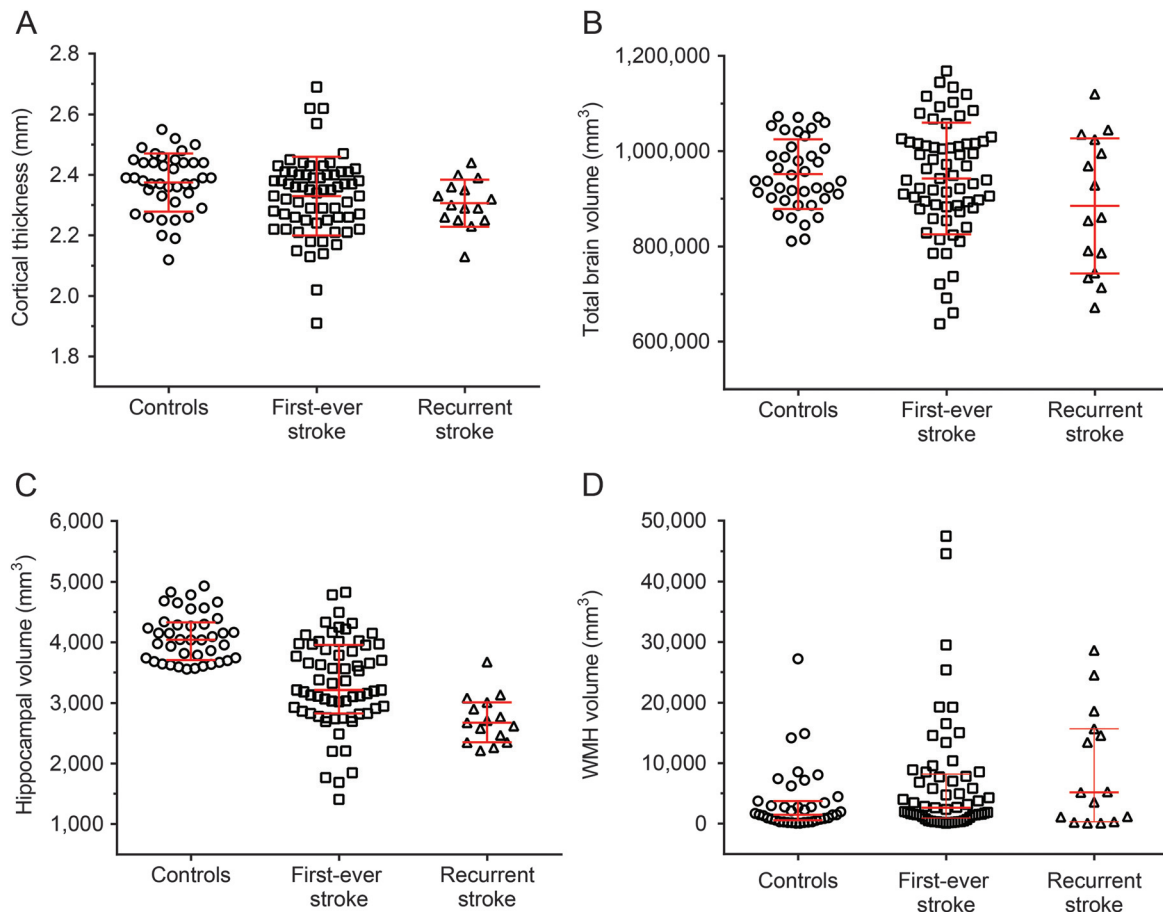 A
Cortical thickness (mm)
2.8
2.6
2.4
2.2
2.0
1.8
Controls
First-ever
stroke
Recurrent
stroke
B
Total brain volume (mm³)
1,200,000
1,000,000
800,000
600,000
Controls
First-ever
stroke
Recurrent
stroke
C
Hippocampal volume (mm³)
6,000
5,000
4,000
3,000
2,000
1,000
Controls
First-ever
stroke
Recurrent
stroke
D
WMH volume (mm³)
50,000
40,000
30,000
20,000
10,000
0
Controls
First-ever
stroke
Recurrent
stroke